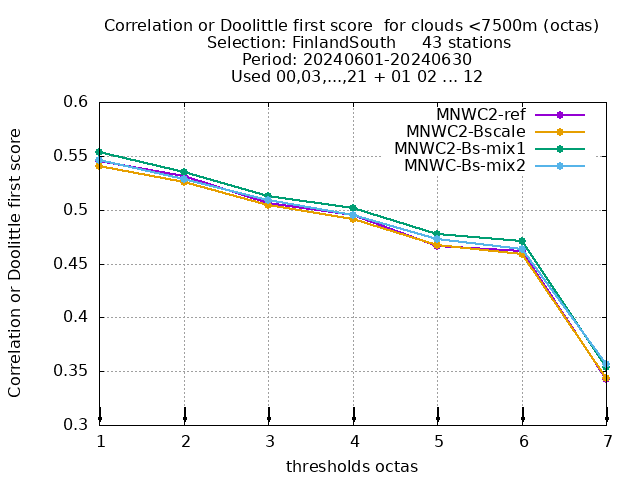 Correlation or Doolittle first score  for clouds <7500m (octas)
Selection: FinlandSouth     43 stations
Period: 20240601-20240630
Used 00,03,...,21 + 01 02 ... 12
MNWC2-ref
MNWC2-Bscale
MNWC2-Bs-mix1
MNWC-Bs-mix2
Correlation or Doolittle first score
0.6
0.55
0.5
0.45
0.4
0.35
0.3
1 2 3 4 5 6 7
thresholds octas